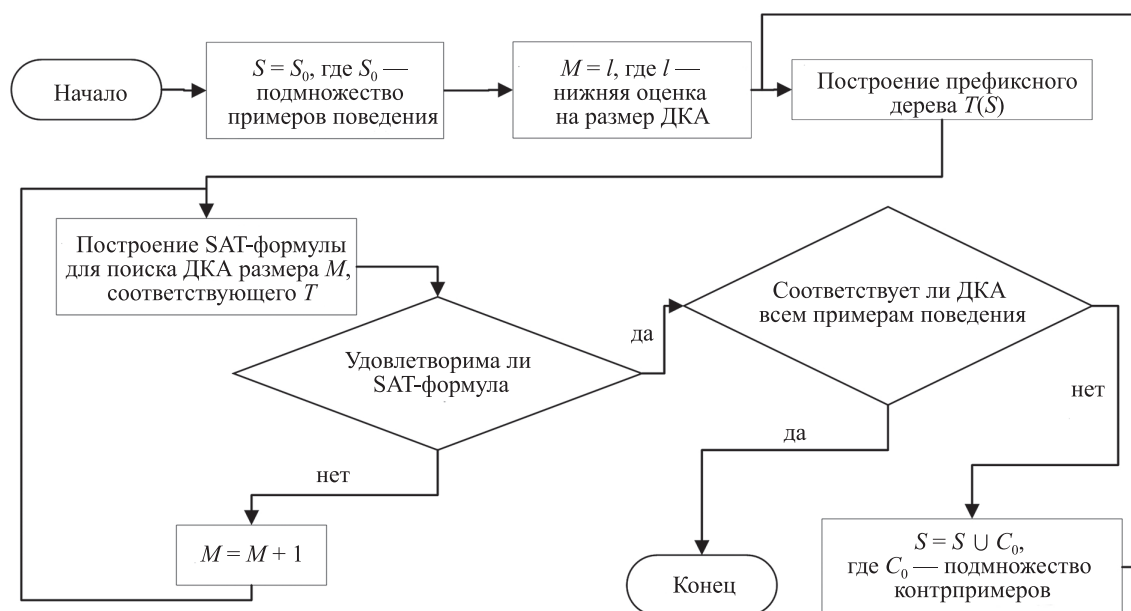 Начало
S = S₀, где S₀ —
подмножество
примеров поведения
M = l, где l —
нижняя оценка
на размер ДКА
Построение префиксного
дерева T(S)
Построение SAT-формулы
для поиска ДКА размера M,
соответствующего T
Удовлетворима ли
SAT-формула
да
Соответствует ли ДКА
всем примерам поведения
нет
да
нет
M = M + 1
Конец
S = S ∪ C₀,
где C₀ — подмножество
контрпримеров